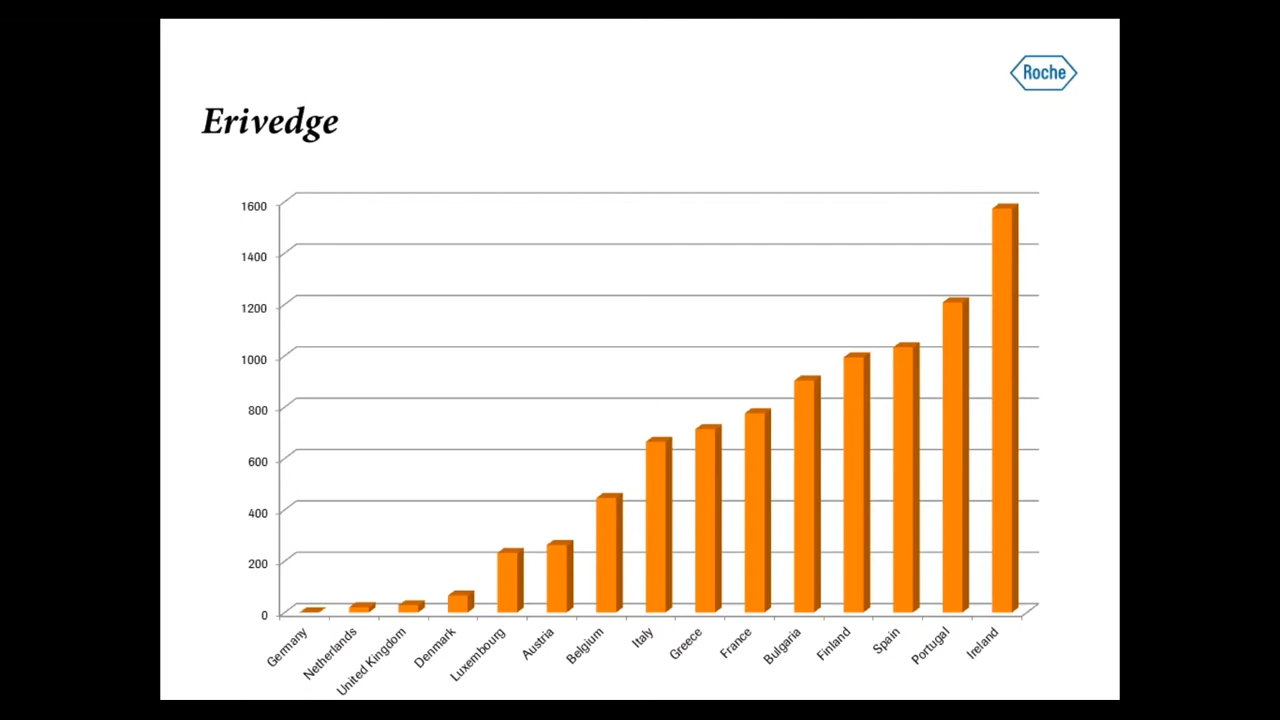 Roche
Erivedge
1600
1400
1200
1000
800
600
400
200
0
Germany
Netherlands
United Kingdom
Denmark
Luxembourg
Austria
Belgium
Italy
Greece
France
Bulgaria
Finland
Spain
Portugal
Ireland